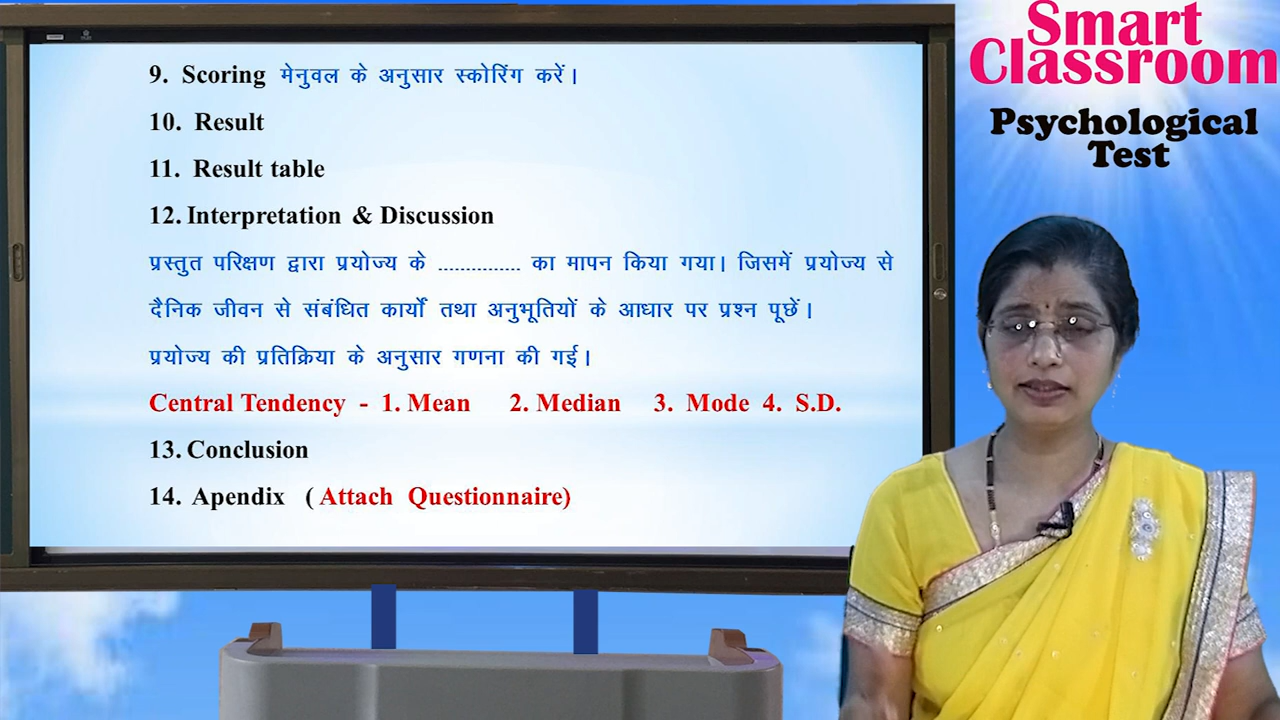 9. Scoring मेनुवल के अनुसार स्कोरिंग करें।
10. Result
11. Result table
12. Interpretation & Discussion
प्रस्तुत परिक्षण द्वारा प्रयोज्य के ............... का मापन किया गया। जिसमें प्रयोज्य से
दैनिक जीवन से संबंधित कार्यों तथा अनुभूतियों के आधार पर प्रश्न पूछें।
प्रयोज्य की प्रतिक्रिया के अनुसार गणना की गई।
Central Tendency - 1. Mean 2. Median 3. Mode 4. S.D.
13. Conclusion
14. Apendix ( Attach Questionnaire)
Smart
Classroom
Psychological
Test